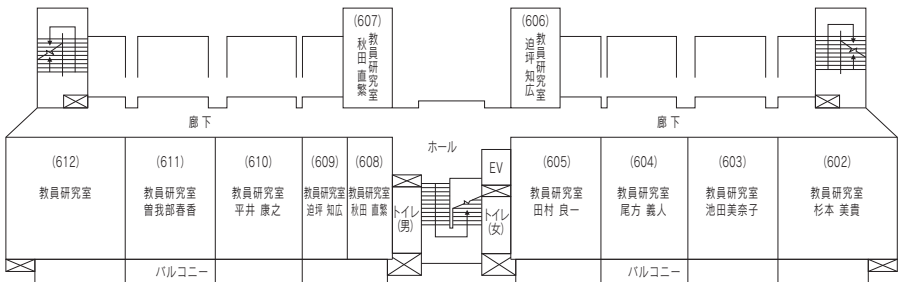 (607)
教員研究室
秋田 直繁
(606)
教員研究室
迫坪 知広
廊下
ホール
廊下
(612)
教員研究室
(611)
教員研究室
曽我部春香
(610)
教員研究室
平井 康之
(609)
教員研究室
迫坪 知広
(608)
教員研究室
秋田 直繁
トイレ
(男)
EV
トイレ
(女)
(605)
教員研究室
田村 良一
(604)
教員研究室
尾方 義人
(603)
教員研究室
池田美奈子
(602)
教員研究室
杉本 美貴
バルコニー
バルコニー